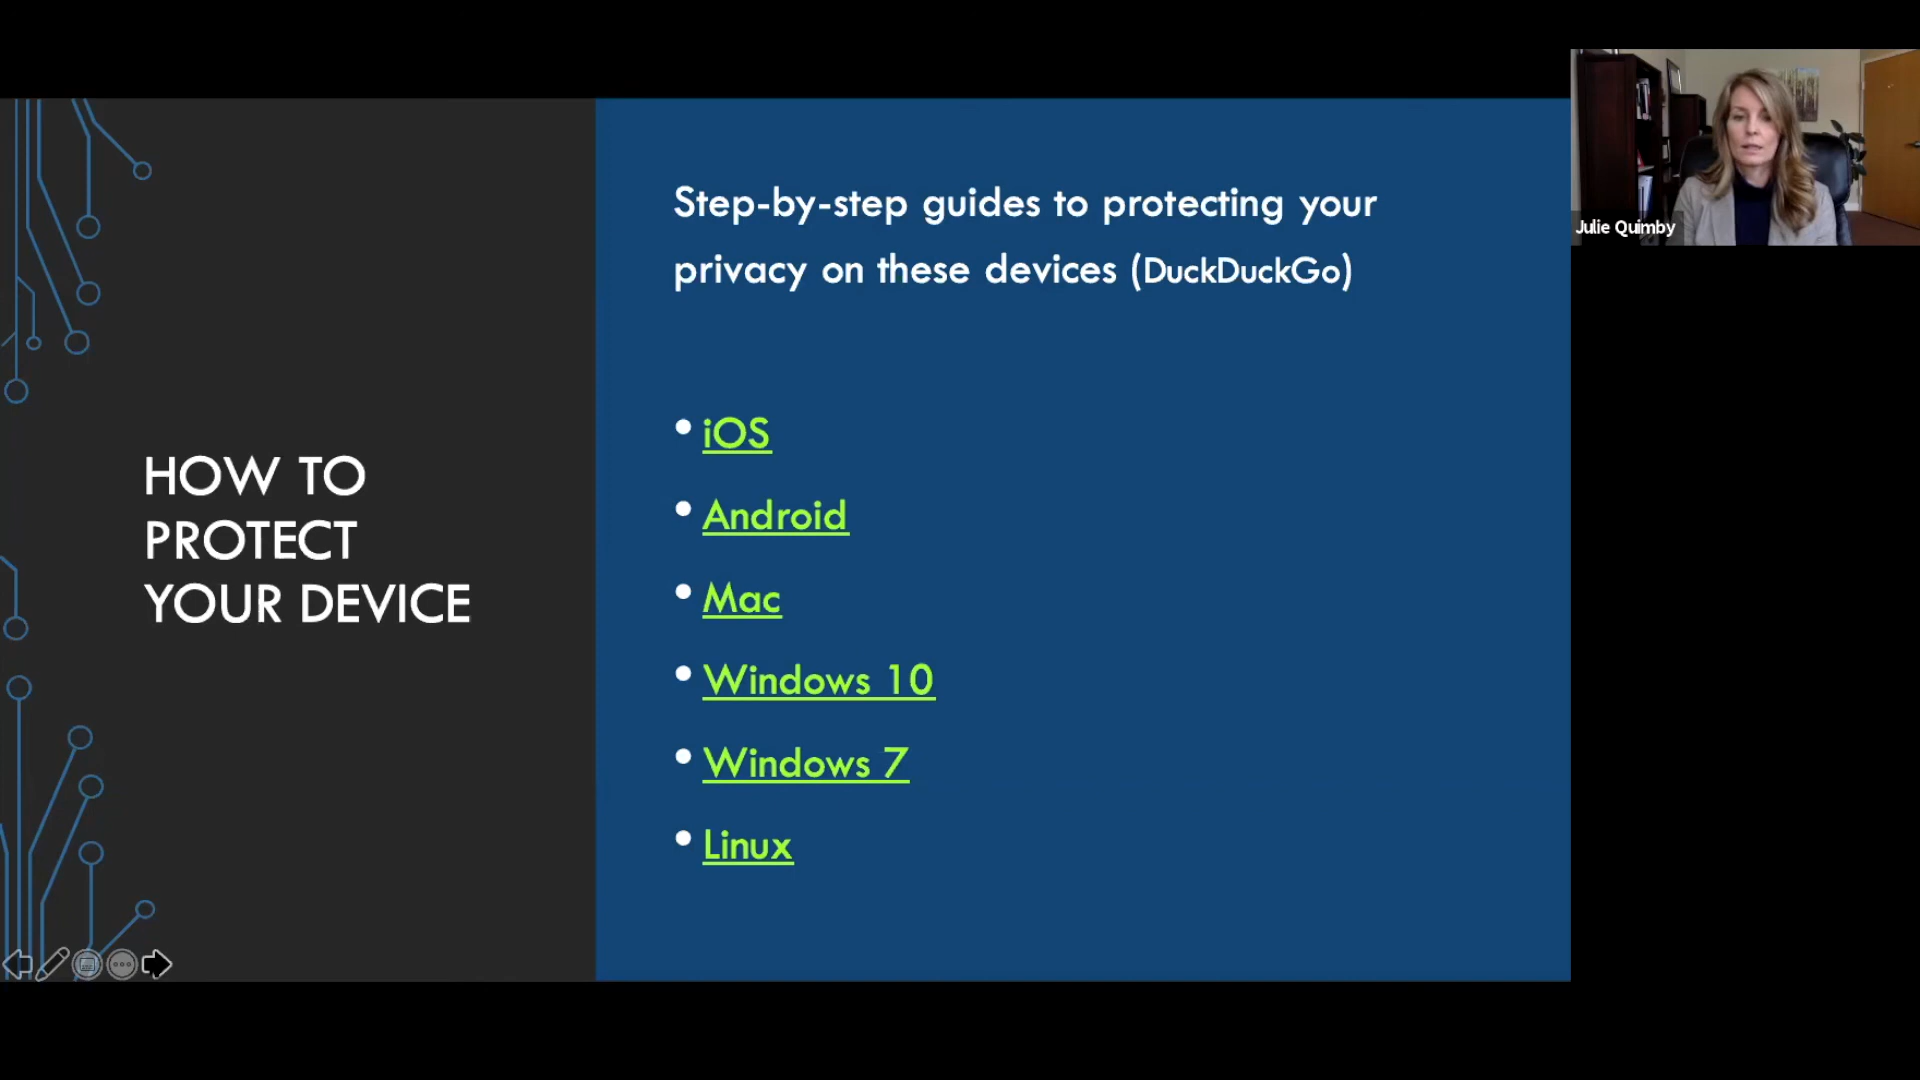 HOW TO
PROTECT
YOUR DEVICE
Step-by-step guides to protecting your
privacy on these devices (DuckDuckGo)
• iOS
• Android
• Mac
• Windows 10
• Windows 7
• Linux
Julie Quimby